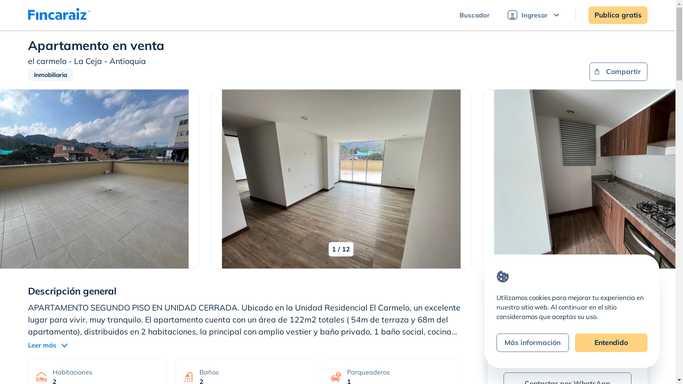 Fincaraiz
Buscador
Ingresar
Publica gratis
Apartamento en venta
el carmelo - La Ceja - Antioquia
Inmobiliaria
Compartir
1 / 12
Descripción general
APARTAMENTO SEGUNDO PISO EN UNIDAD CERRADA. Ubicado en la Unidad Residencial El Carmelo, un excelente
lugar para vivir, muy tranquilo. El apartamento cuenta con un área de 122m2 totales ( 54m de terraza y 68m del
apartamento), distribuidos en 2 habitaciones, la principal con amplio vestier y baño privado, 1 baño social, cocina...
Leer más
Habitaciones
2
Baños
2
Parqueaderos
1
Utilizamos cookies para mejorar tu experiencia en
nuestro sitio web. Al continuar en el sitio
consideramos que aceptas su uso.
Más información
Entendido
Contactar por WhatsApp